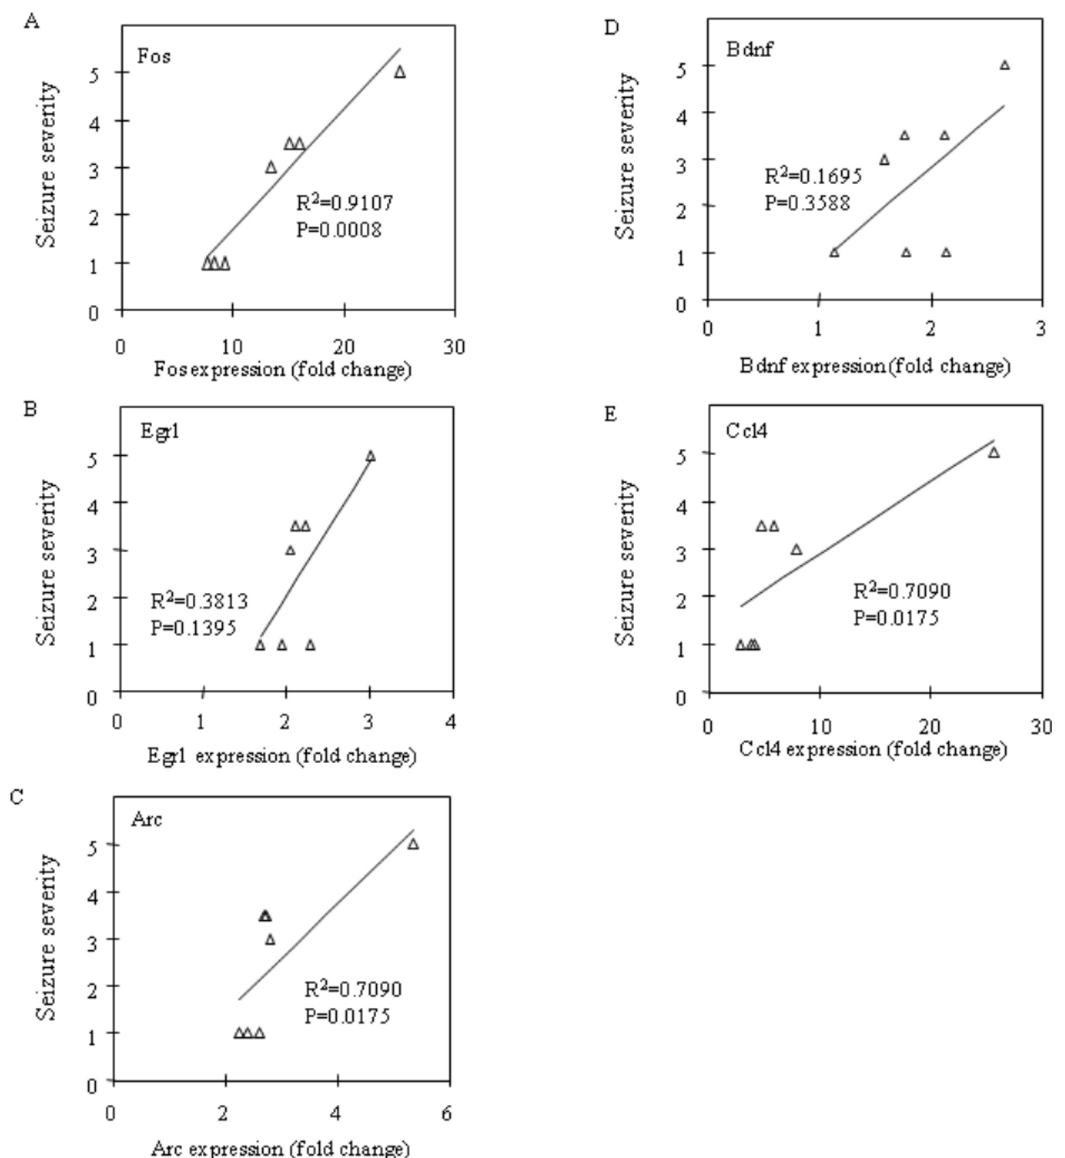 A
Fos
Seizure severity
5
4
3
2
1
0
R²=0.9107
P=0.0008
0 10 20 30
Fos expression (fold change)
B
Egr1
Seizure severity
5
4
3
2
1
0
R²=0.3813
P=0.1395
0 1 2 3 4
Egr1 expression (fold change)
C
Arc
Seizure severity
5
4
3
2
1
0
R²=0.7090
P=0.0175
0 2 4 6
Arc expression (fold change)
D
Bdnf
Seizure severity
5
4
3
2
1
0
R²=0.1695
P=0.3588
0 1 2 3
Bdnf expression (fold change)
E
Ccl4
Seizure severity
5
4
3
2
1
0
R²=0.7090
P=0.0175
0 10 20 30
Ccl4 expression (fold change)